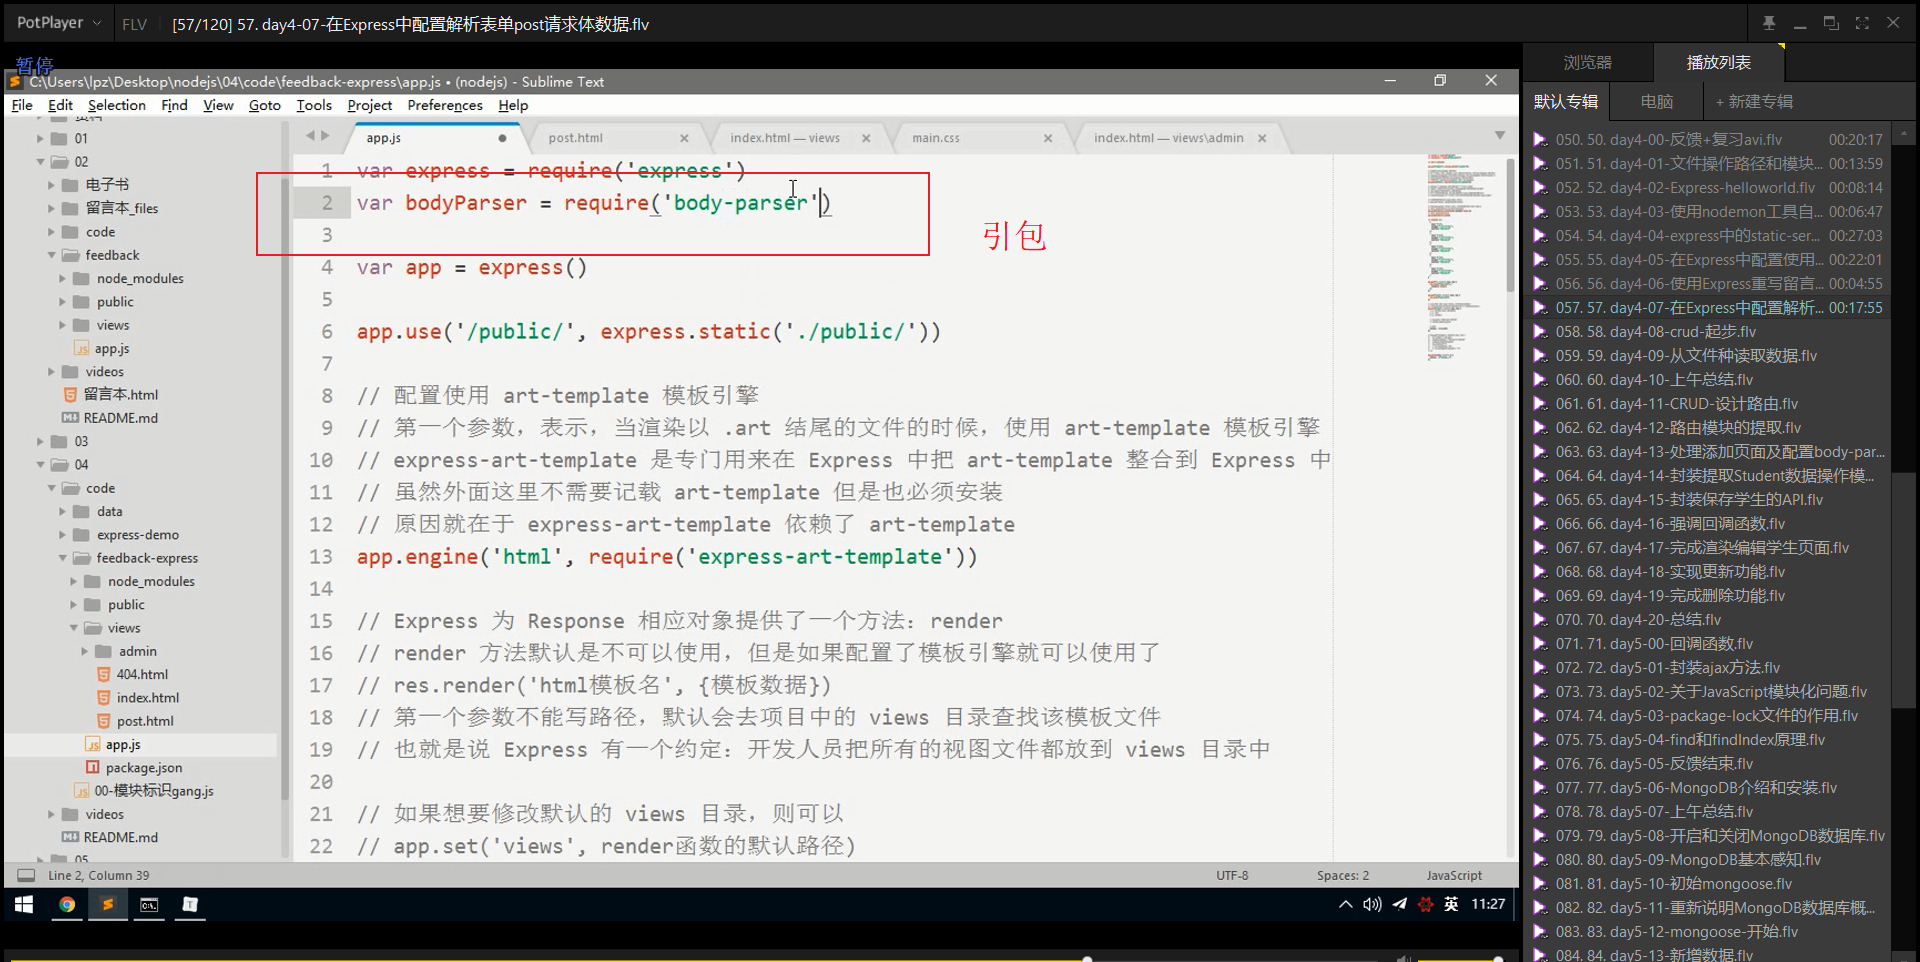 PotPlayer
FLV
[57/120] 57. day4-07-在Express中配置解析表单post请求体数据.flv
暂停
C:\Users\lpz\Desktop\nodejs\04\code\feedback-express\app.js • (nodejs) - Sublime Text
File Edit Selection Find View Goto Tools Project Preferences Help
资料
01
02
电子书
留言本_files
code
feedback
node_modules
public
views
app.js
videos
留言本.html
README.md
03
04
code
data
express-demo
feedback-express
node_modules
public
views
admin
404.html
index.html
post.html
app.js
package.json
00-模块标识gang.js
videos
README.md
05
app.js
post.html
index.html — views
main.css
index.html — views\admin
1 var express = require('express')
2 var bodyParser = require('body-parser')
3
4 var app = express()
5
6 app.use('/public/', express.static('./public/'))
7
8 // 配置使用 art-template 模板引擎
9 // 第一个参数，表示，当渲染以 .art 结尾的文件的时候，使用 art-template 模板引擎
10 // express-art-template 是专门用来在 Express 中把 art-template 整合到 Express 中
11 // 虽然外面这里不需要记载 art-template 但是也必须安装
12 // 原因就在于 express-art-template 依赖了 art-template
13 app.engine('html', require('express-art-template'))
14
15 // Express 为 Response 相应对象提供了一个方法：render
16 // render 方法默认是不可以使用，但是如果配置了模板引擎就可以使用了
17 // res.render('html模板名', {模板数据})
18 // 第一个参数不能写路径，默认会去项目中的 views 目录查找该模板文件
19 // 也就是说 Express 有一个约定：开发人员把所有的视图文件都放到 views 目录中
20
21 // 如果想要修改默认的 views 目录，则可以
22 // app.set('views', render函数的默认路径)
引包
Line 2, Column 39
UTF-8
Spaces: 2
JavaScript
英
11:27
浏览器
播放列表
默认专辑
电脑
+ 新建专辑
050. 50. day4-00-反馈+复习avi.flv 00:20:17
051. 51. day4-01-文件操作路径和模块... 00:13:59
052. 52. day4-02-Express-helloworld.flv 00:08:14
053. 53. day4-03-使用nodemon工具自... 00:06:47
054. 54. day4-04-express中的static-ser... 00:27:03
055. 55. day4-05-在Express中配置使用... 00:22:01
056. 56. day4-06-使用Express重写留言... 00:04:55
057. 57. day4-07-在Express中配置解析... 00:17:55
058. 58. day4-08-crud-起步.flv
059. 59. day4-09-从文件种读取数据.flv
060. 60. day4-10-上午总结.flv
061. 61. day4-11-CRUD-设计路由.flv
062. 62. day4-12-路由模块的提取.flv
063. 63. day4-13-处理添加页面及配置body-par...
064. 64. day4-14-封装提取Student数据操作模...
065. 65. day4-15-封装保存学生的API.flv
066. 66. day4-16-强调回调函数.flv
067. 67. day4-17-完成渲染编辑学生页面.flv
068. 68. day4-18-实现更新功能.flv
069. 69. day4-19-完成删除功能.flv
070. 70. day4-20-总结.flv
071. 71. day5-00-回调函数.flv
072. 72. day5-01-封装ajax方法.flv
073. 73. day5-02-关于JavaScript模块化问题.flv
074. 74. day5-03-package-lock文件的作用.flv
075. 75. day5-04-find和findIndex原理.flv
076. 76. day5-05-反馈结束.flv
077. 77. day5-06-MongoDB介绍和安装.flv
078. 78. day5-07-上午总结.flv
079. 79. day5-08-开启和关闭MongoDB数据库.flv
080. 80. day5-09-MongoDB基本感知.flv
081. 81. day5-10-初始mongoose.flv
082. 82. day5-11-重新说明MongoDB数据库概...
083. 83. day5-12-mongoose-开始.flv
084. 84. day5-13-新增数据.flv